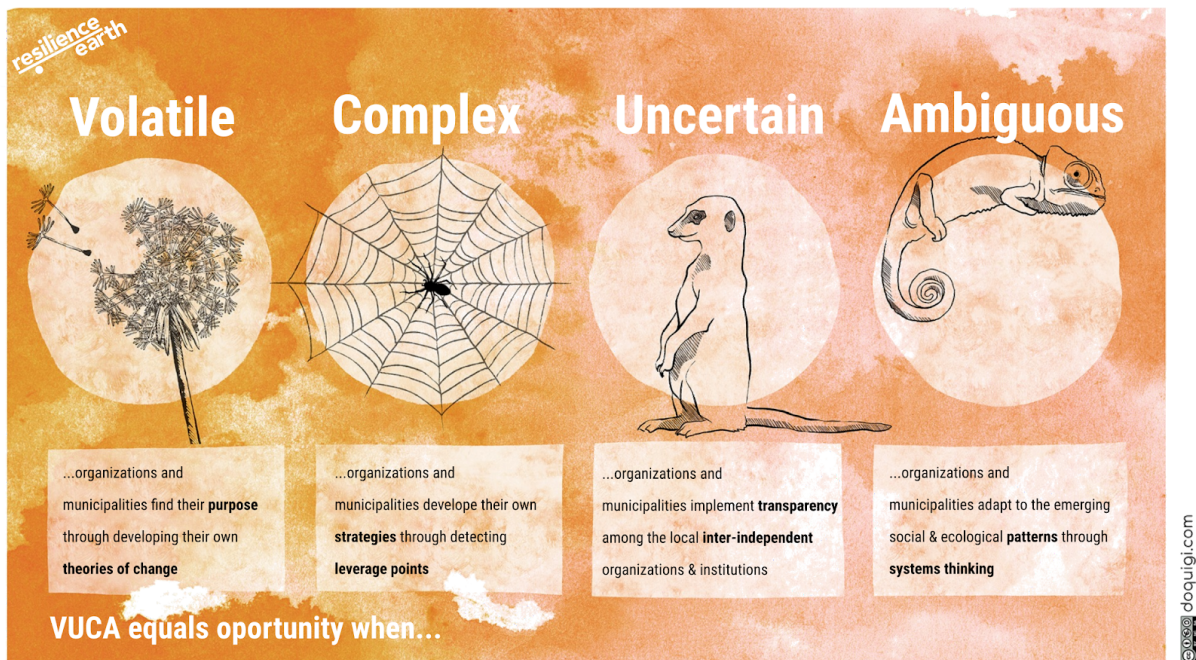 resilience
earth
Volatile
Complex
Uncertain
Ambiguous
...organizations and
municipalities find their purpose
through developing their own
theories of change
...organizations and
municipalities develope their own
strategies through detecting
leverage points
...organizations and
municipalities implement transparency
among the local inter-independent
organizations & institutions
...organizations and
municipalities adapt to the emerging
social & ecological patterns through
systems thinking
VUCA equals oportunity when...
doquigi.com